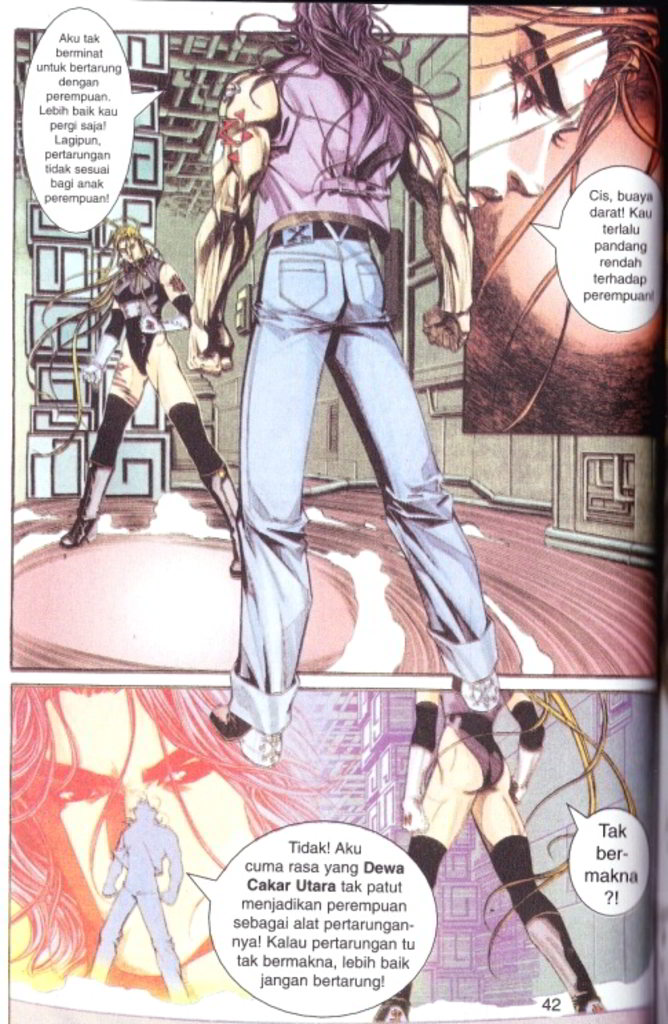 Aku tak
berminat
untuk bertarung
dengan
perempuan.
Lebih baik kau
pergi saja!
Lagipun,
pertarungan
tidak sesuai
bagi anak
perempuan!
Cis, buaya
darat! Kau
terlalu
pandang
rendah
terhadap
perempuan!
Tidak! Aku
cuma rasa yang Dewa
Cakar Utara tak patut
menjadikan perempuan
sebagai alat pertarungan-
nya! Kalau pertarungan tu
tak bermakna, lebih baik
jangan bertarung!
Tak
ber-
makna
?!
42